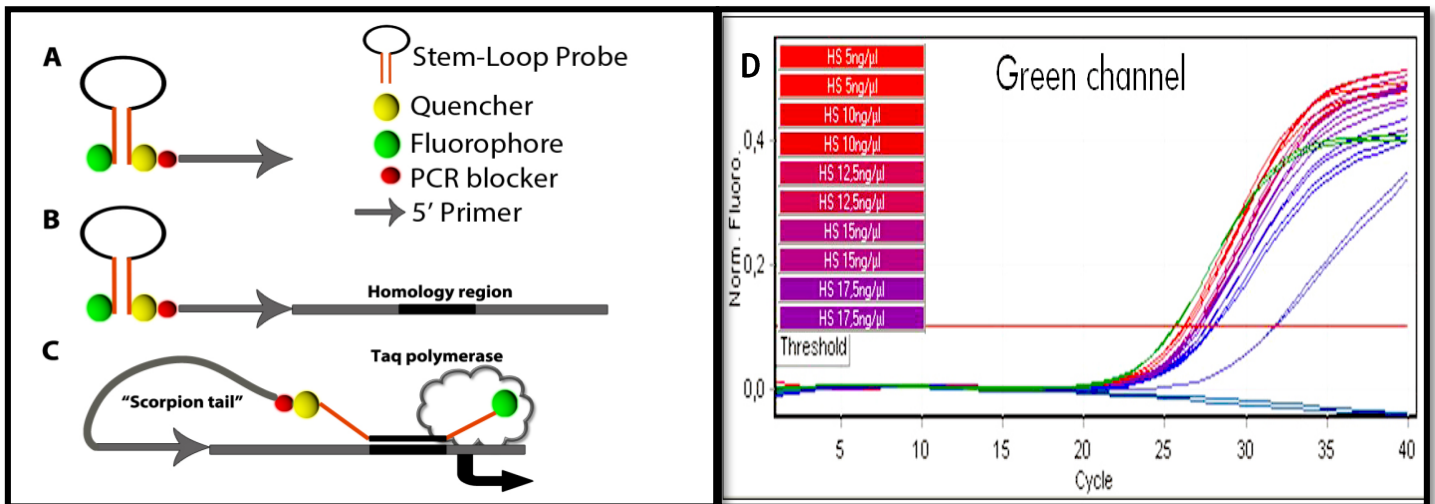 A
Stem-Loop Probe
Quencher
Fluorophore
PCR blocker
5' Primer
B
Homology region
C
Taq polymerase
"Scorpion tail"
D
Green channel
HS 5ng/µl
HS 5ng/µl
HS 10ng/µl
HS 10ng/µl
HS 12,5ng/µl
HS 12,5ng/µl
HS 15ng/µl
HS 15ng/µl
HS 17,5ng/µl
HS 17,5ng/µl
Threshold
Norm. Fluoro.
0,4
0,2
0,0
5 10 15 20 25 30 35 40
Cycle